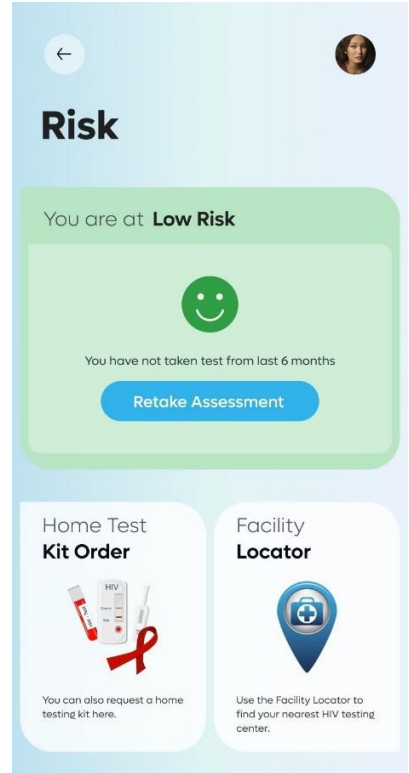 Risk
You are at Low Risk
You have not taken test from last 6 months
Retake Assessment
Home Test
Kit Order
HIV
You can also request a home
testing kit here.
Facility
Locator
Use the Facility Locator to
find your nearest HIV testing
center.